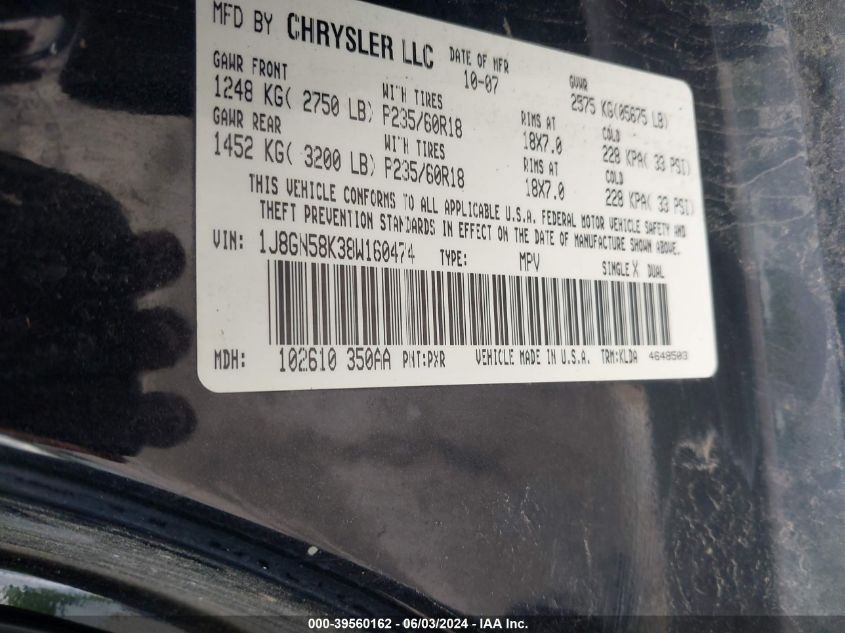 MFD BY CHRYSLER LLC DATE OF MFR GVWR
GAWR FRONT WITH TIRES 10-07 2575 KG(05675 LB)
1248 KG( 2750 LB) P235/60R18 RIMS AT COLD
GAWR REAR WITH TIRES 18X7.0 228 KPA( 33 PSI)
1452 KG( 3200 LB) P235/60R18 RIMS AT COLD
18X7.0 228 KPA( 33 PSI)
THIS VEHICLE CONFORMS TO ALL APPLICABLE U.S.A. FEDERAL MOTOR VEHICLE SAFETY AND
THEFT PREVENTION STANDARDS IN EFFECT ON THE DATE OF MANUFACTURE SHOWN ABOVE.
VIN: 1J8GN58K38W160474 TYPE: MPV SINGLE X DUAL
MDH: 102610 350AA PNT:PXR VEHICLE MADE IN U.S.A. TRM:KLDA 4648503
000-39560162 - 06/03/2024 - IAA Inc.